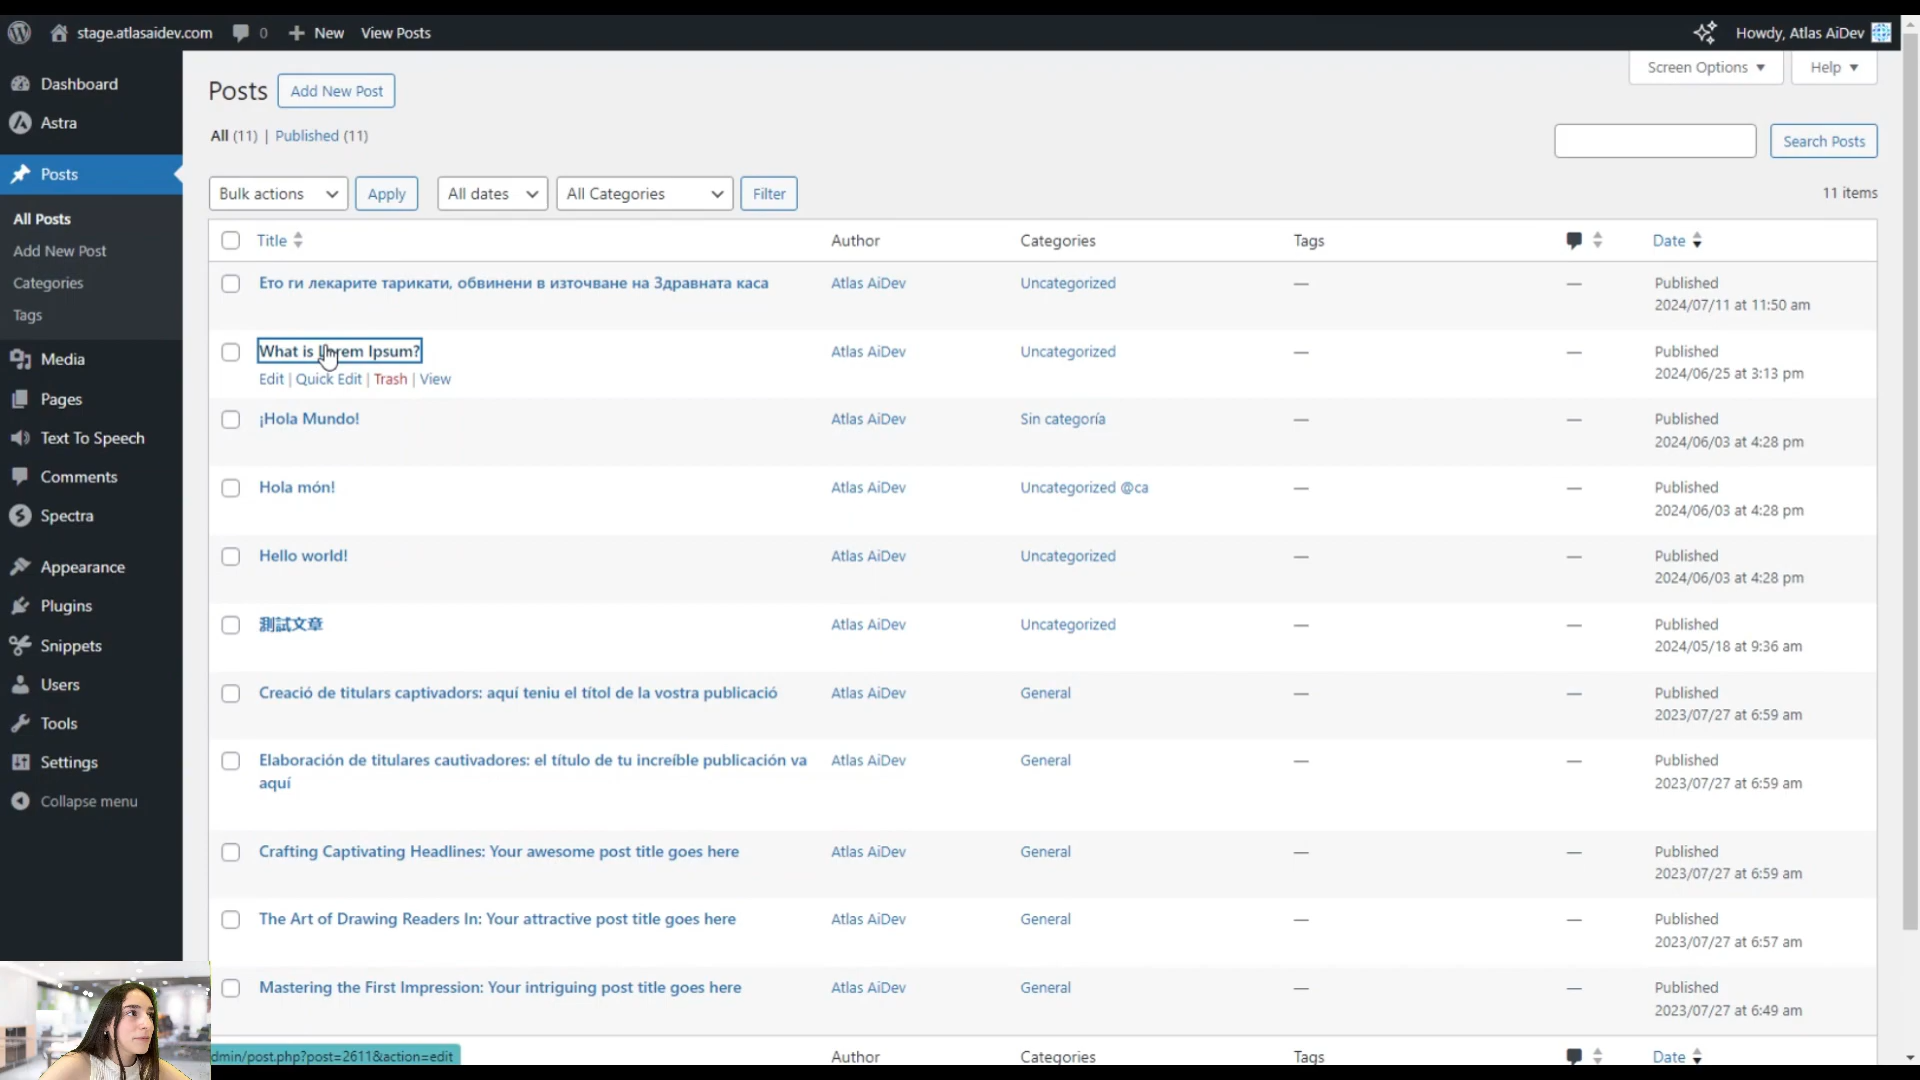 stage.atlasaidev.com 0 New View Posts Howdy, Atlas AiDev
Screen Options Help
Dashboard
Astra
Posts
All Posts
Add New Post
Categories
Tags
Media
Pages
Text To Speech
Comments
Spectra
Appearance
Plugins
Snippets
Users
Tools
Settings
Collapse menu
Posts Add New Post
All (11) | Published (11)
Search Posts
Bulk actions Apply All dates All Categories Filter 11 items
Title Author Categories Tags Date
Ето ги лекарите тарикати, обвинени в източване на Здравната каса Atlas AiDev Uncategorized — — Published
2024/07/11 at 11:50 am
What is Lorem Ipsum? Atlas AiDev Uncategorized — — Published
2024/06/25 at 3:13 pm
Edit | Quick Edit | Trash | View
¡Hola Mundo! Atlas AiDev Sin categoría — — Published
2024/06/03 at 4:28 pm
Hola món! Atlas AiDev Uncategorized @ca — — Published
2024/06/03 at 4:28 pm
Hello world! Atlas AiDev Uncategorized — — Published
2024/06/03 at 4:28 pm
測試文章 Atlas AiDev Uncategorized — — Published
2024/05/18 at 9:36 am
Creació de titulars captivadors: aquí teniu el títol de la vostra publicació Atlas AiDev General — — Published
2023/07/27 at 6:59 am
Elaboración de titulares cautivadores: el título de tu increíble publicación va Atlas AiDev General — — Published
aquí 2023/07/27 at 6:59 am
Crafting Captivating Headlines: Your awesome post title goes here Atlas AiDev General — — Published
2023/07/27 at 6:59 am
The Art of Drawing Readers In: Your attractive post title goes here Atlas AiDev General — — Published
2023/07/27 at 6:57 am
Mastering the First Impression: Your intriguing post title goes here Atlas AiDev General — — Published
2023/07/27 at 6:49 am
dmin/post.php?post=2611&action=edit Author Categories Tags Date